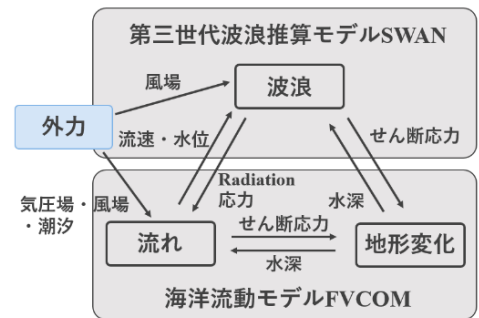 第三世代波浪推算モデルSWAN
風場
波浪
外力
流速・水位
せん断応力
気圧場・風場
・潮汐
Radiation
応力
水深
流れ
せん断応力
水深
地形変化
海洋流動モデルFVCOM